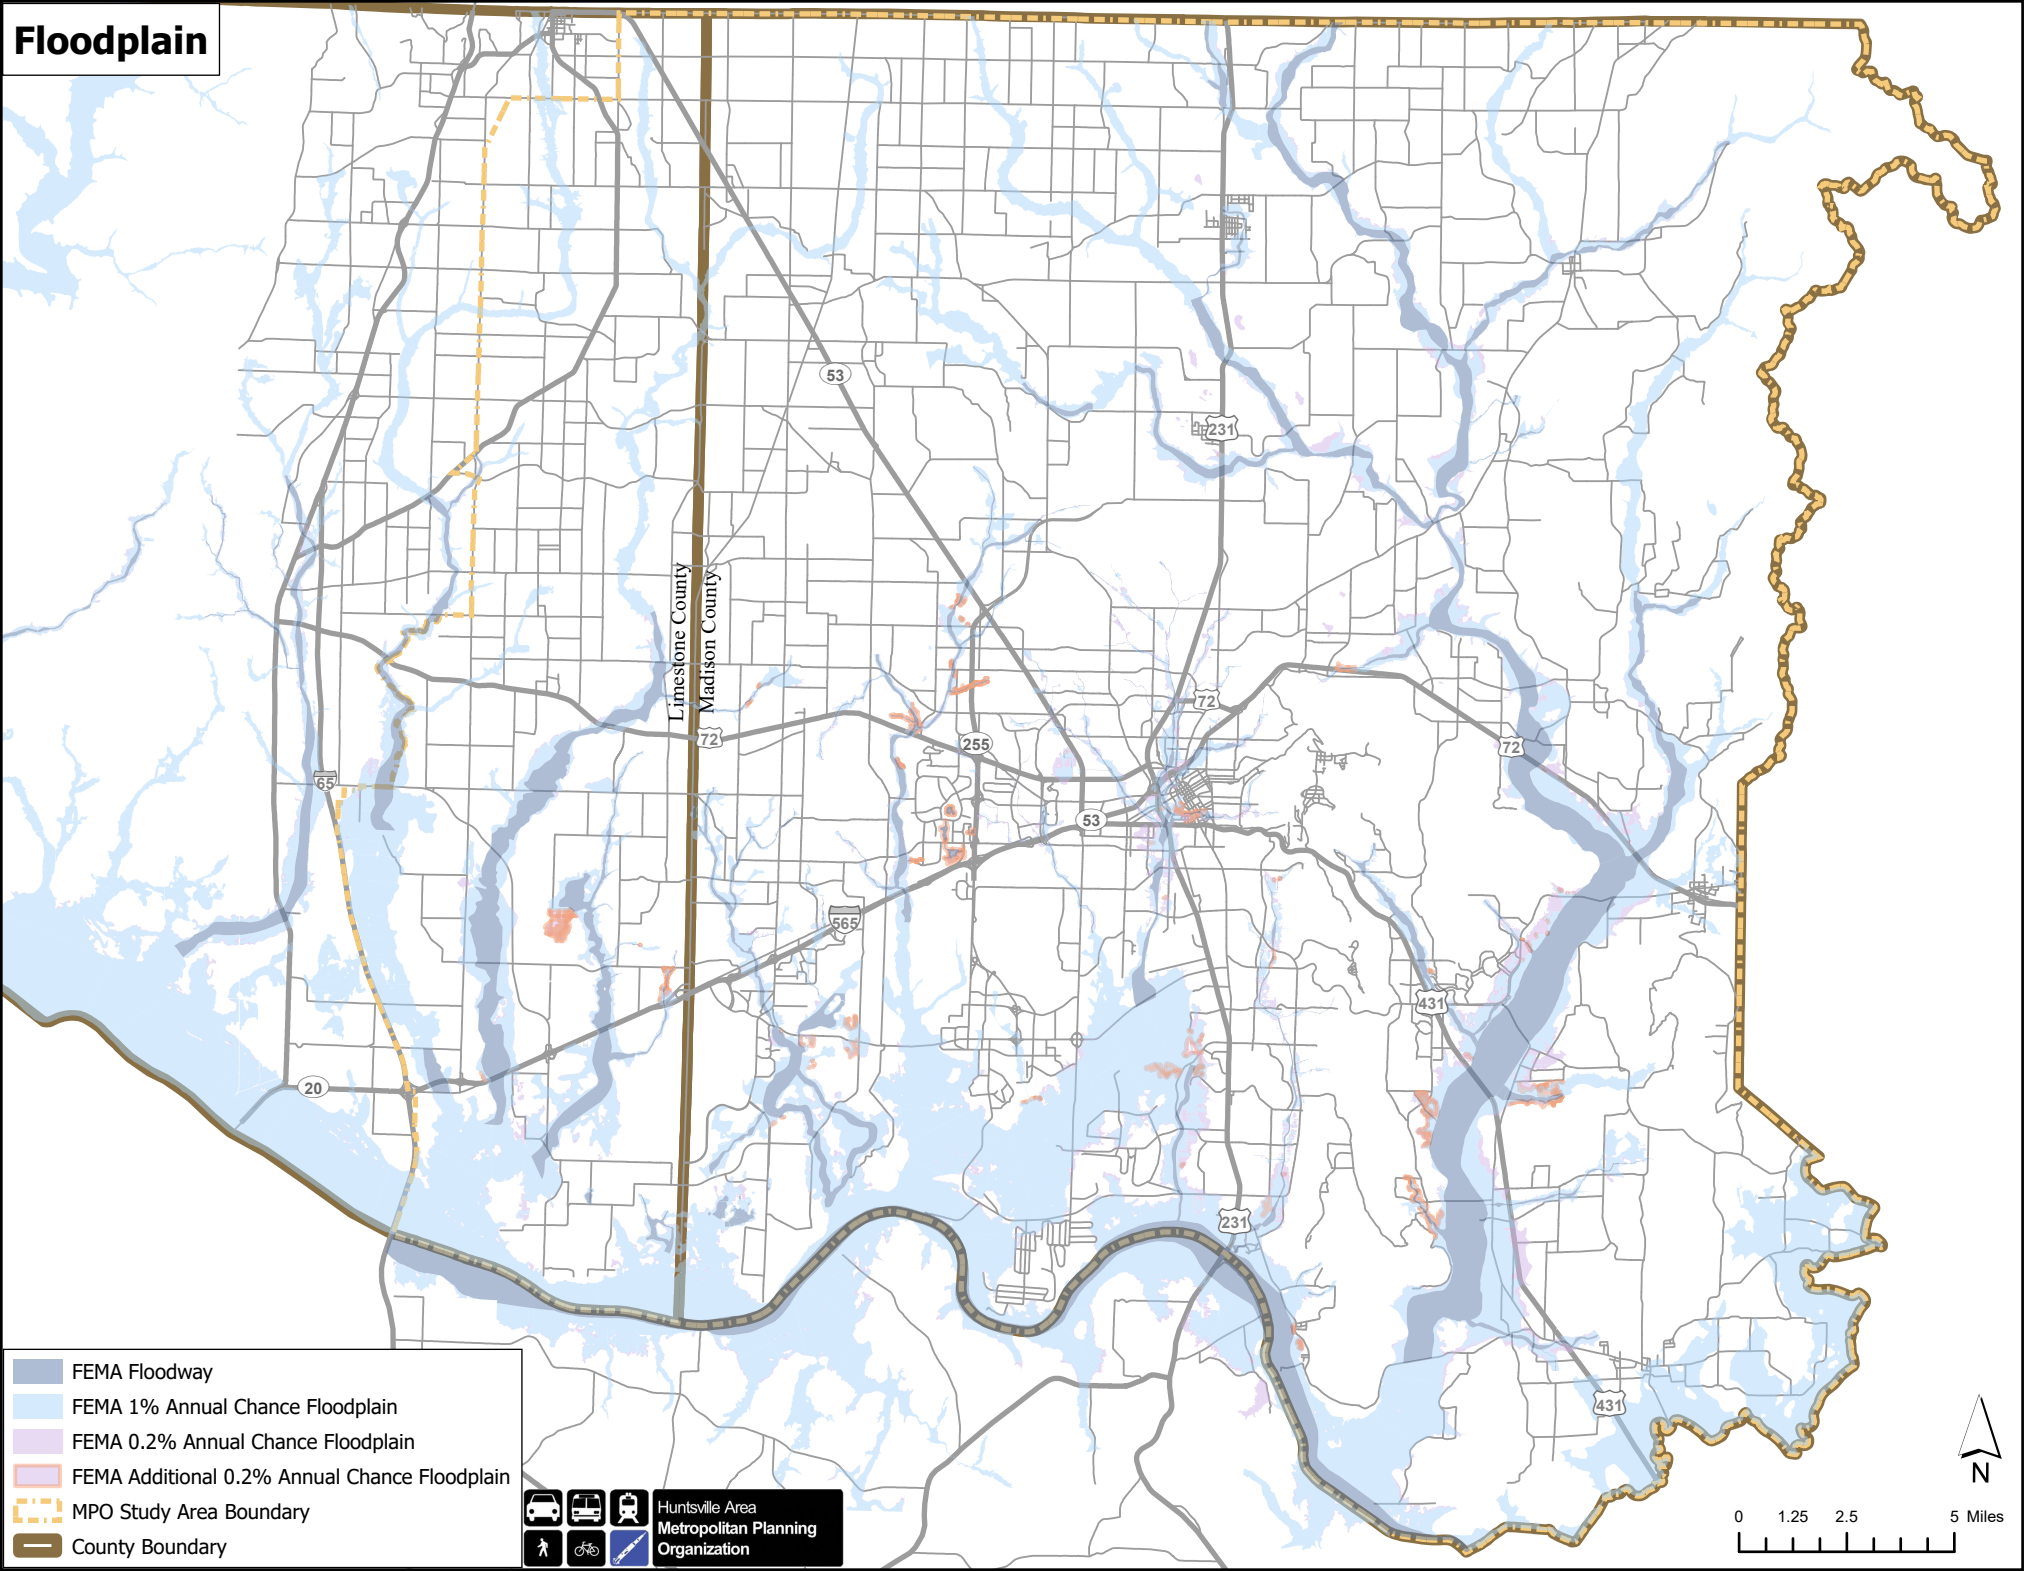 Floodplain
53
231
Limestone County
Madison County
72
72
255
72
65
53
565
431
20
231
431
FEMA Floodway
FEMA 1% Annual Chance Floodplain
FEMA 0.2% Annual Chance Floodplain
FEMA Additional 0.2% Annual Chance Floodplain
MPO Study Area Boundary
County Boundary
Huntsville Area
Metropolitan Planning
Organization
N
0 1.25 2.5 5 Miles